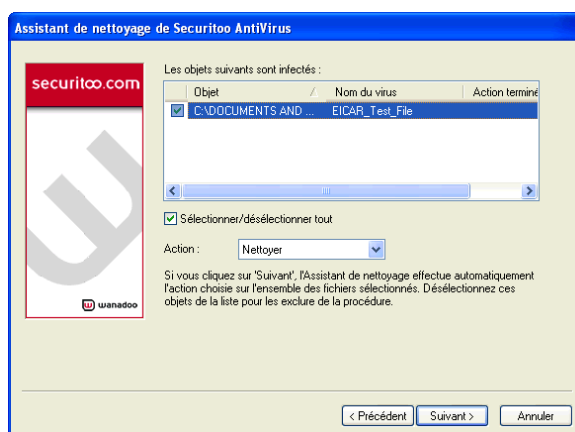 Assistant de nettoyage de Securitoo AntiVirus
securitoo.com
Les objets suivants sont infectés :
Objet Nom du virus Action terminé
C:\DOCUMENTS AND ... EICAR_Test_File
Sélectionner/désélectionner tout
Action : Nettoyer
Si vous cliquez sur 'Suivant', l'Assistant de nettoyage effectue automatiquement
l'action choisie sur l'ensemble des fichiers sélectionnés. Désélectionnez ces
objets de la liste pour les exclure de la procédure.
w wanadoo
< Précédent Suivant > Annuler